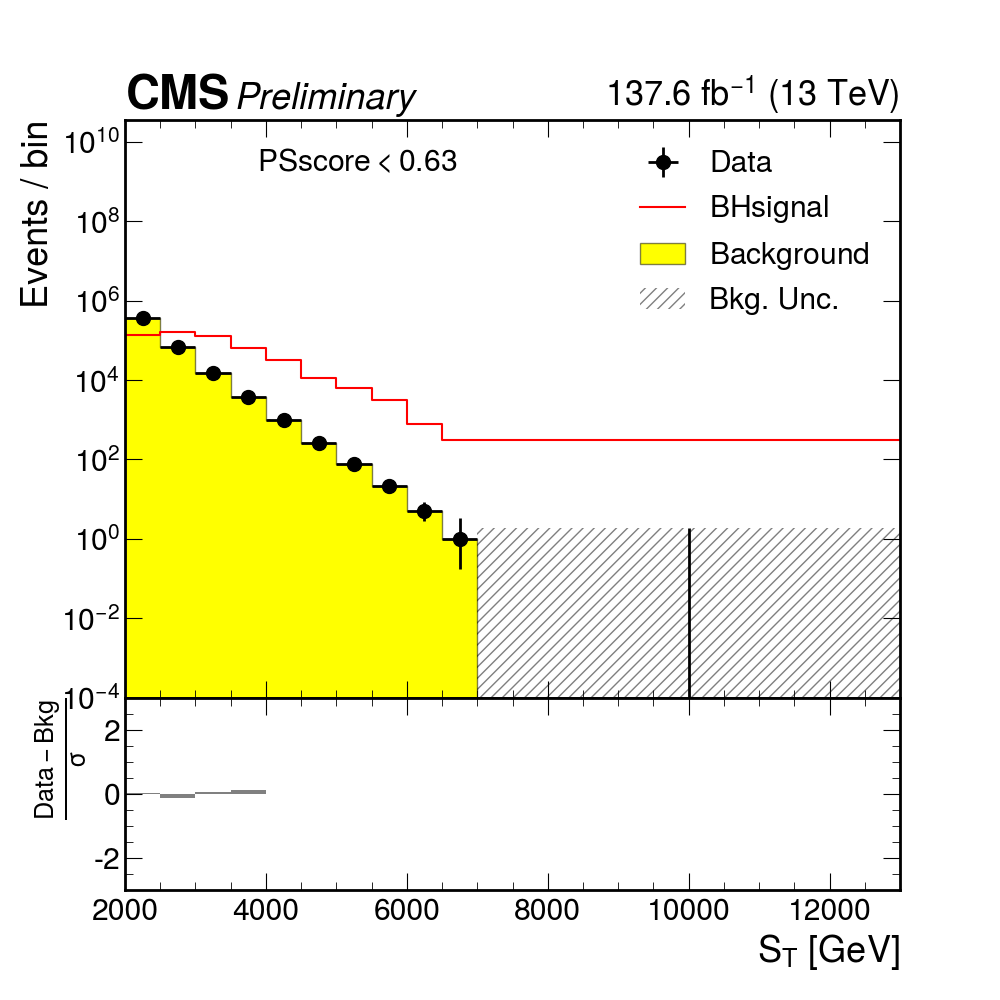 CMS Preliminary 137.6 fb⁻¹ (13 TeV)
Events / bin
10¹⁰
10⁸
10⁶
10⁴
10²
10⁰
10⁻²
10⁻⁴
PSscore < 0.63
Data
BHsignal
Background
Bkg. Unc.
Data − Bkg
σ
2
0
-2
2000 4000 6000 8000 10000 12000
S_T [GeV]